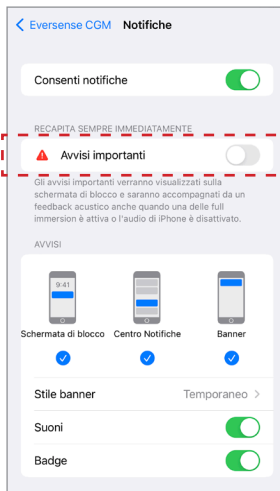 Eversense CGM Notifiche
Consenti notifiche
RECAPITA SEMPRE IMMEDIATAMENTE
Avvisi importanti
Gli avvisi importanti verranno visualizzati sulla
schermata di blocco e saranno accompagnati da un
feedback acustico anche quando una delle full
immersion è attiva o l'audio di iPhone è disattivato.
AVVISI
9:41
Schermata di blocco Centro Notifiche Banner
Stile banner Temporaneo
Suoni
Badge